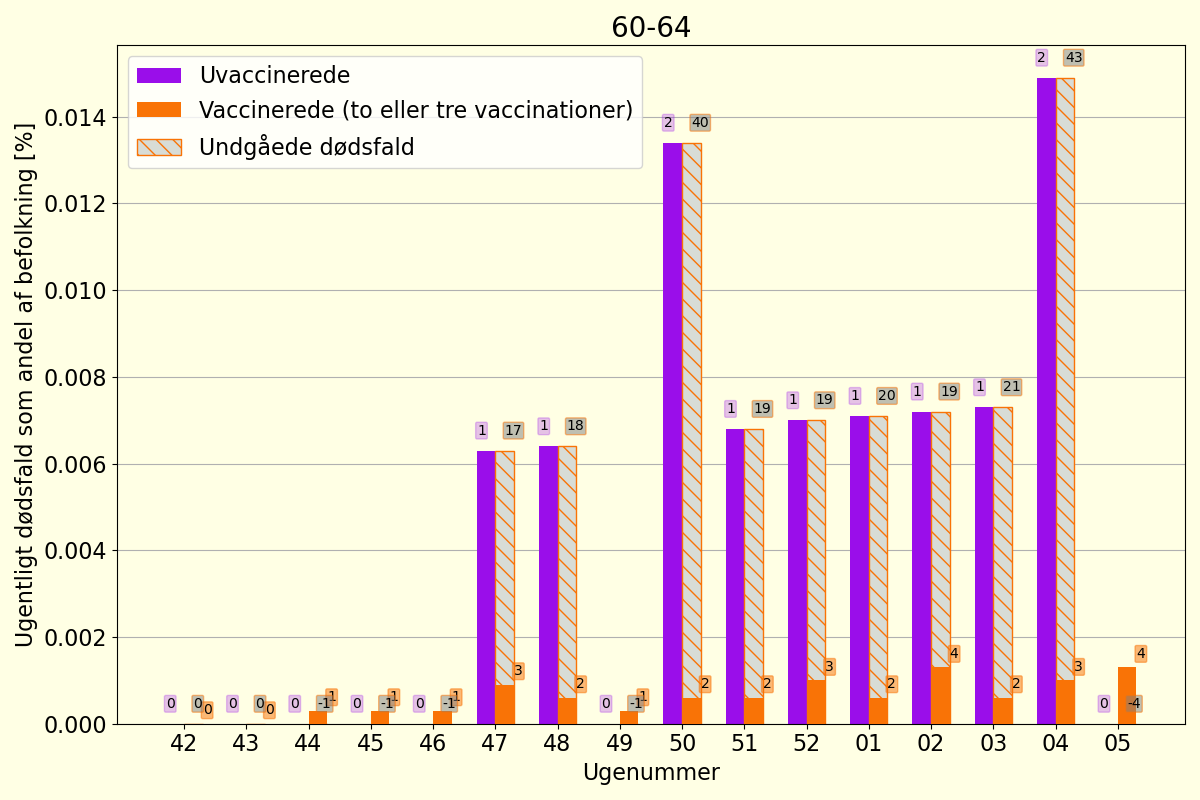 60-64
Uvaccinerede
Vaccinerede (to eller tre vaccinationer)
Undgåede dødsfald
Ugentligt dødsfald som andel af befolkning [%]
0.014
0.012
0.010
0.008
0.006
0.004
0.002
0.000
0 0 0
0 0 0
0 -1 1
0 -1 1
0 -1 1
1 17 3
1 18 2
0 -1 1
2 40 2
1 19 2
1 19 3
1 20 2
1 19 4
1 21 2
2 43 3
0 -4 4
42 43 44 45 46 47 48 49 50 51 52 01 02 03 04 05
Ugenummer